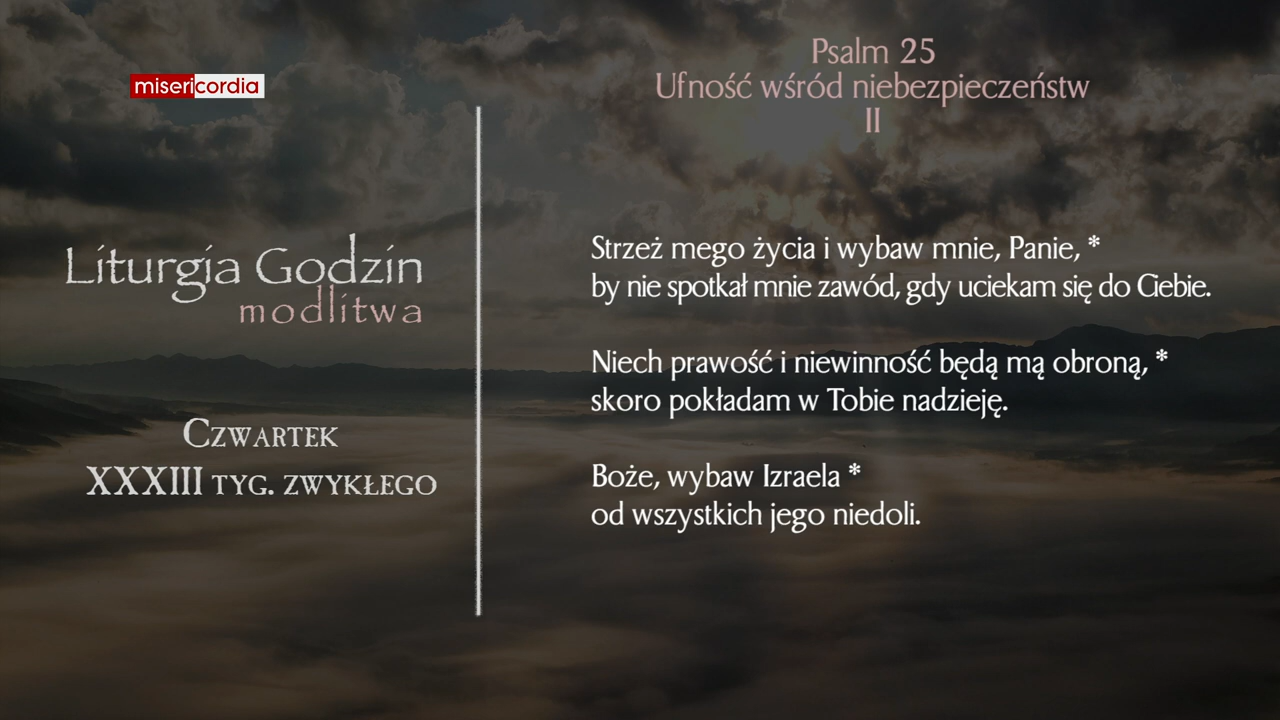 misericordia
Liturgia Godzin
modlitwa
Czwartek
XXXIII tyg. zwykłego
Psalm 25
Ufność wśród niebezpieczeństw
II
Strzeż mego życia i wybaw mnie, Panie, *
by nie spotkał mnie zawód, gdy uciekam się do Ciebie.
Niech prawość i niewinność będą mą obroną, *
skoro pokładam w Tobie nadzieję.
Boże, wybaw Izraela *
od wszystkich jego niedoli.